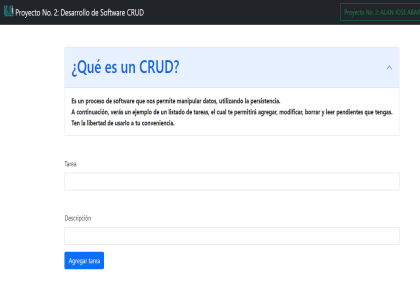 Proyecto No. 2: Desarrollo de Software CRUD
Proyecto No. 2: ALAN JOSE ABAR
¿Qué es un CRUD?
Es un proceso de software que nos permite manipular datos, utilizando la persistencia.
A continuación, verás un ejemplo de un listado de tareas, el cual te permitirá agregar, modificar, borrar y leer pendientes que tengas.
Ten la libertad de usarlo a tu conveniencia.
Tarea
Descripción
Agregar tarea